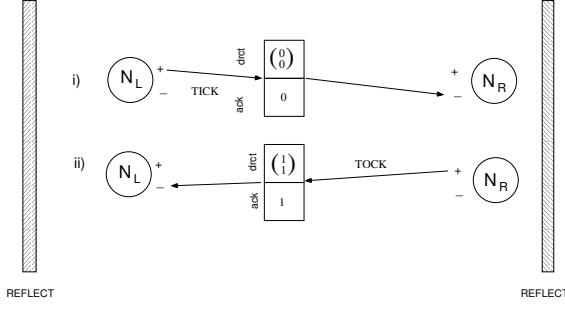 i)
N_L
+
−
TICK
drct
(0 0)
ack
0
+
−
N_R
ii)
N_L
+
−
drct
(1 1)
ack
1
TOCK
+
−
N_R
REFLECT
REFLECT